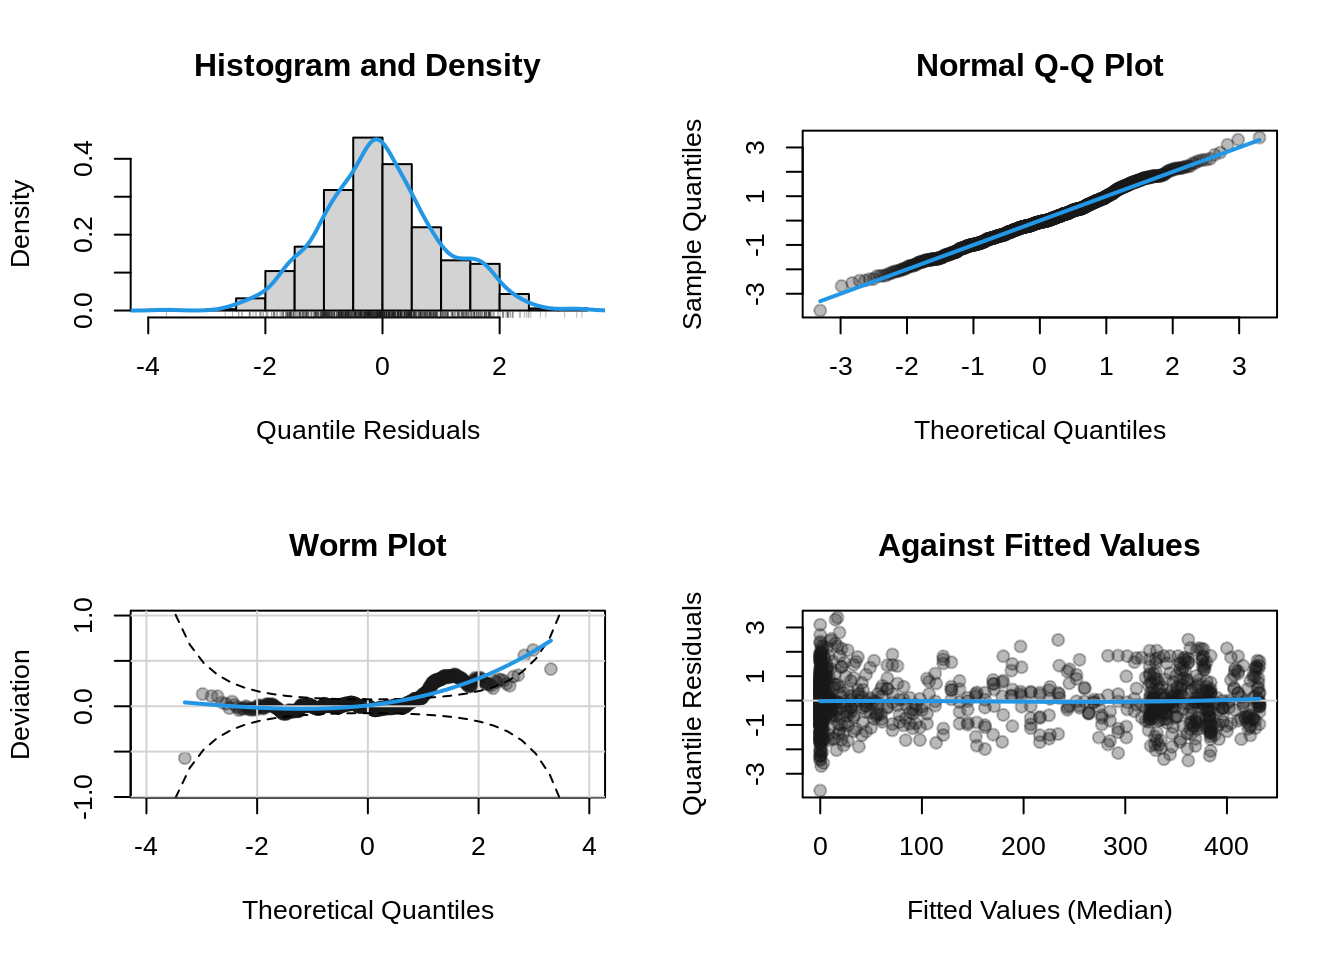 Histogram and Density
Density
0.0 0.2 0.4
-4 -2 0 2
Quantile Residuals
Normal Q-Q Plot
Sample Quantiles
-3 -1 1 3
-3 -2 -1 0 1 2 3
Theoretical Quantiles
Worm Plot
Deviation
-1.0 0.0 1.0
-4 -2 0 2 4
Theoretical Quantiles
Against Fitted Values
Quantile Residuals
-3 -1 1 3
0 100 200 300 400
Fitted Values (Median)